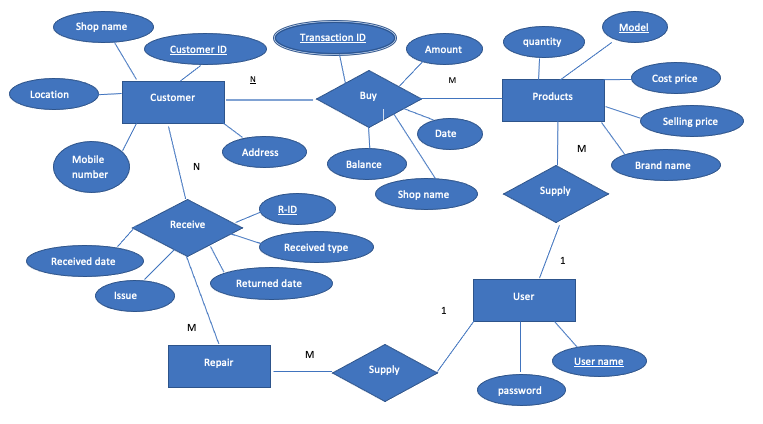 Shop name
Customer ID
Transaction ID
Amount
quantity
Model
Location
Customer
N
Buy
M
Products
Cost price
Selling price
Mobile
number
Address
Balance
Date
Shop name
Brand name
M
N
Supply
Receive
R-ID
Received type
Received date
Returned date
Issue
1
User
M
1
Repair
M
Supply
User name
password